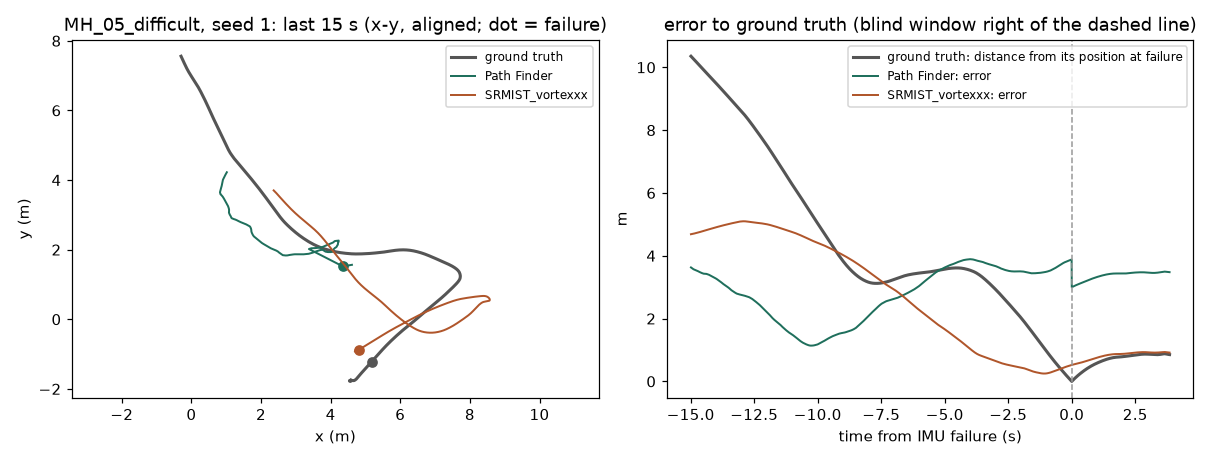 MH_05_difficult, seed 1: last 15 s (x-y, aligned; dot = failure)
ground truth
Path Finder
SRMIST_vortexxx
y (m)
8
6
4
2
0
−2
−2
0
2
4
6
8
10
x (m)
error to ground truth (blind window right of the dashed line)
ground truth: distance from its position at failure
Path Finder: error
SRMIST_vortexxx: error
m
10
8
6
4
2
0
−15.0
−12.5
−10.0
−7.5
−5.0
−2.5
0.0
2.5
time from IMU failure (s)